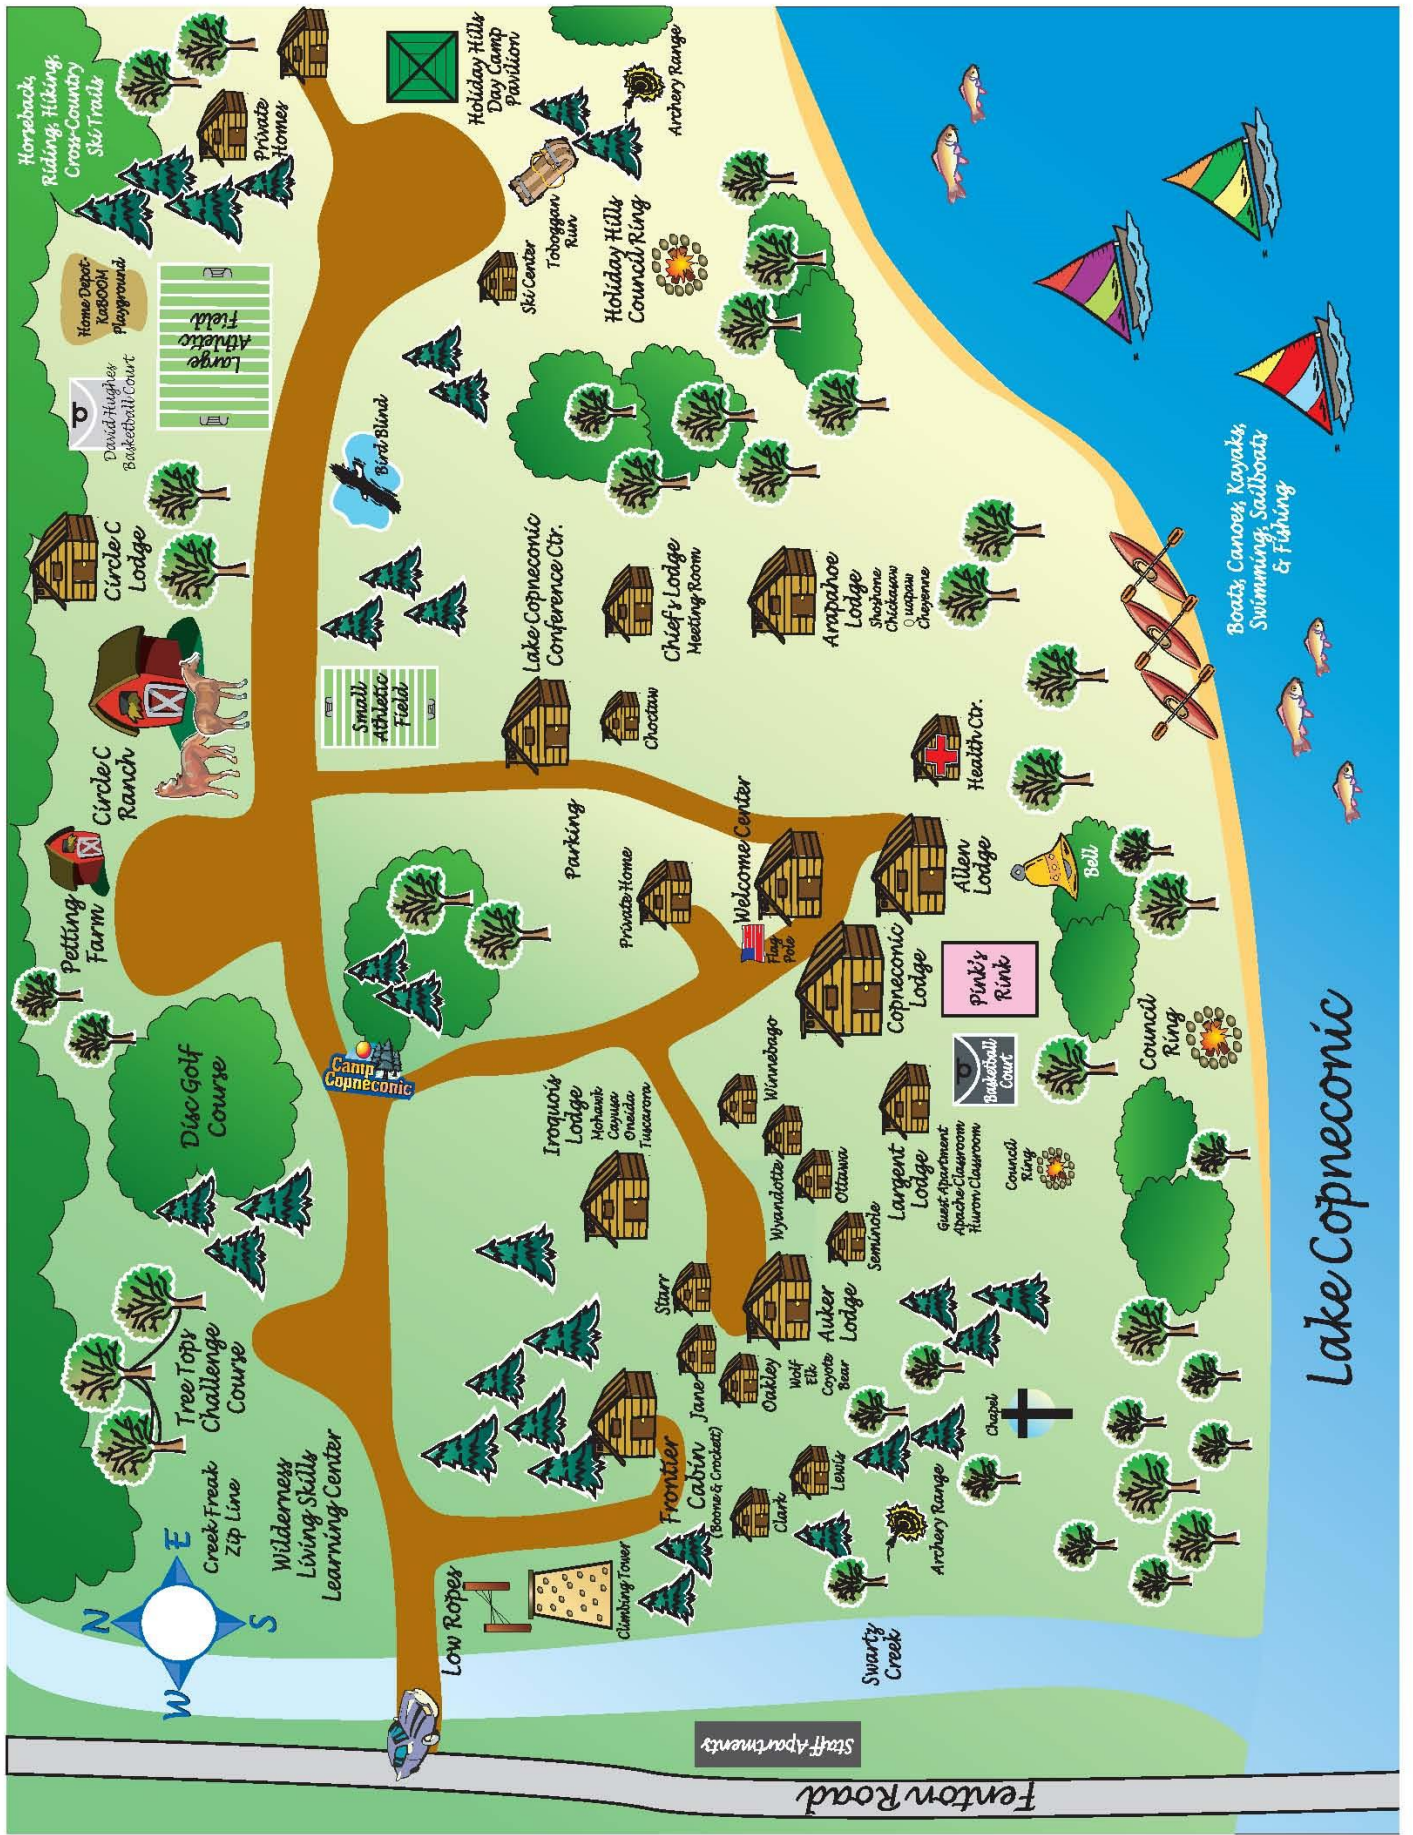 Horseback,
Riding, Hiking,
Cross-Country
Ski Trails
Private
Homes
Holiday Hills
Day Camp
Pavilion
Archery Range
Toboggan
Run
Ski Center
Holiday Hills
Council Ring
Home Depot-
KaBOOM
Playground
Large
Athletic
Field
David Hughes
Basketball Court
Bird Blind
Circle C
Lodge
Circle C
Ranch
Petting
Farm
Small
Athletic
Field
Lake Copneconic
Conference Ctr.
Chief's Lodge
Meeting Room
Choctaw
Arapahoe
Lodge
Shoshone
Chickasaw
Quapaw
Cheyenne
Health Ctr.
Boats, Canoes, Kayaks,
Swimming, Sailboats
& Fishing
Parking
Private Home
Welcome Center
Flag
Pole
Allen
Lodge
Bell
Copneconic
Lodge
Pink's
Rink
Basketball
Court
Council
Ring
Disc Golf
Course
Camp
Copneconic
Iroquois
Lodge
Mohawk
Cayusa
Oneida
Tuscarora
Winnebago
Wyandotte
Ottawa
Seminole
Largent
Lodge
Guest Apartment
Apache Classroom
Huron Classroom
Council
Ring
Starr
Jane
Oakley
Auker
Lodge
Wolf
Elk
Coyote
Bear
Tree Tops
Challenge
Course
Creek Freak
Zip Line
Wilderness
Living Skills
Learning Center
Frontier
Cabin
(Boone & Crockett)
Clark
Lewis
Chapel
Archery Range
Low Ropes
Climbing Tower
N
E
S
W
Swartz
Creek
Staff Apartments
Fenton Road
Lake Copneconic